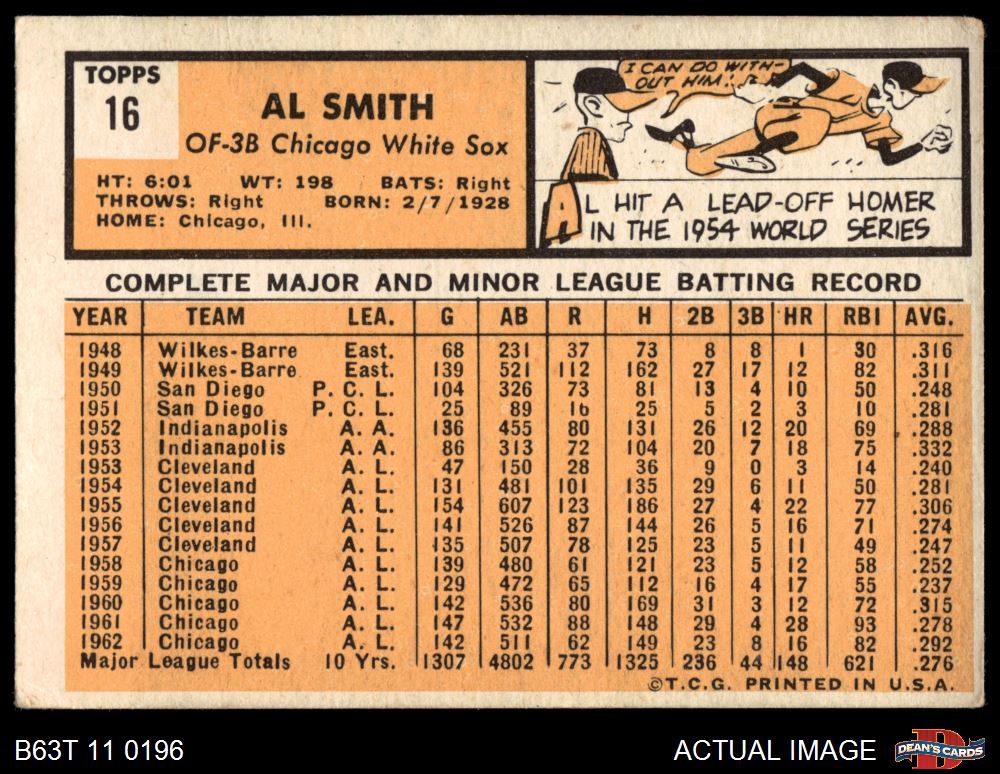 TOPPS
16
AL SMITH
OF-3B Chicago White Sox
HT: 6:01 WT: 198 BATS: Right
THROWS: Right BORN: 2/7/1928
HOME: Chicago, Ill.
I CAN DO WITH-
OUT HIM!
AL HIT A LEAD-OFF HOMER
IN THE 1954 WORLD SERIES
COMPLETE MAJOR AND MINOR LEAGUE BATTING RECORD
YEAR TEAM LEA. G AB R H 2B 3B HR RBI AVG.
1948 Wilkes-Barre East. 68 231 37 73 8 8 1 30 .316
1949 Wilkes-Barre East. 139 521 112 162 27 17 12 82 .311
1950 San Diego P. C. L. 104 326 73 81 13 4 10 50 .248
1951 San Diego P. C. L. 25 89 16 25 5 2 3 10 .281
1952 Indianapolis A. A. 136 455 80 131 26 12 20 69 .288
1953 Indianapolis A. A. 86 313 72 104 20 7 18 75 .332
1953 Cleveland A. L. 47 150 28 36 9 0 3 14 .240
1954 Cleveland A. L. 131 481 101 135 29 6 11 50 .281
1955 Cleveland A. L. 154 607 123 186 27 4 22 77 .306
1956 Cleveland A. L. 141 526 87 144 26 5 16 71 .274
1957 Cleveland A. L. 135 507 78 125 23 5 11 49 .247
1958 Chicago A. L. 139 480 61 121 23 5 12 58 .252
1959 Chicago A. L. 129 472 65 112 16 4 17 55 .237
1960 Chicago A. L. 142 536 80 169 31 3 12 72 .315
1961 Chicago A. L. 147 532 88 148 29 4 28 93 .278
1962 Chicago A. L. 142 511 62 149 23 8 16 82 .292
Major League Totals 10 Yrs. 1307 4802 773 1325 236 44 148 621 .276
©T.C.G. PRINTED IN U.S.A.
B63T 11 0196
ACTUAL IMAGE
D
DEAN'S CARDS